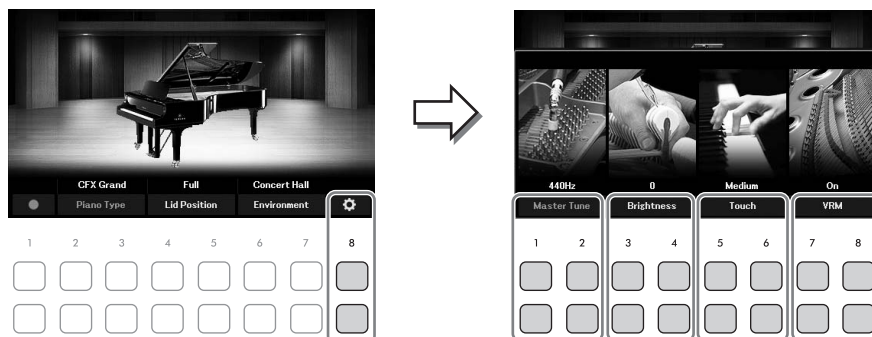 CFX Grand Full Concert Hall
Piano Type Lid Position Environment
1 2 3 4 5 6 7 8
440Hz 0 Medium On
Master Tune Brightness Touch VRM
1 2 3 4 5 6 7 8